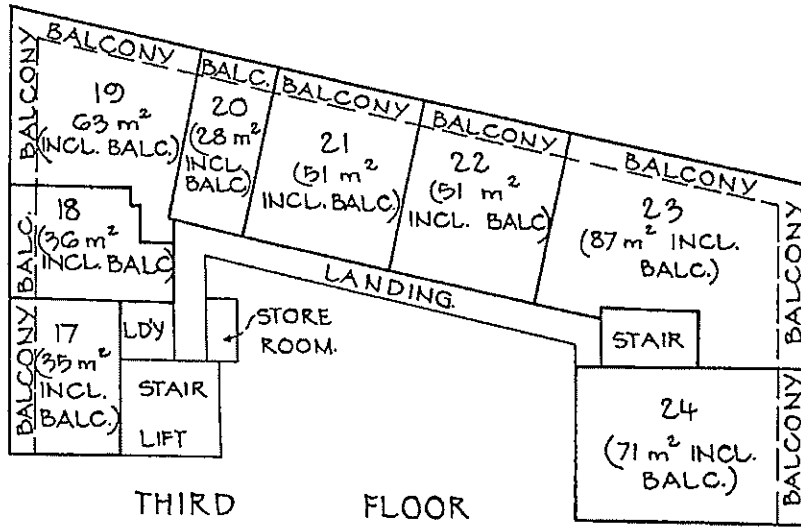 BALCONY
BALCONY
19
63 m²
(INCL. BALC.)
BALC.
20
(28 m²
INCL.
BALC)
BALCONY
21
(51 m²
INCL. BALC.)
BALCONY
22
(51 m²
INCL. BALC)
BALCONY
23
(87 m² INCL.
BALC.)
BALCONY
BALC.
18
(36 m²
INCL. BALC)
LANDING.
BALCONY
17
(35 m²
INCL.
BALC.)
LD'Y
STORE
ROOM.
STAIR
STAIR
LIFT
24
(71 m² INCL.
BALC.)
BALCONY
THIRD FLOOR